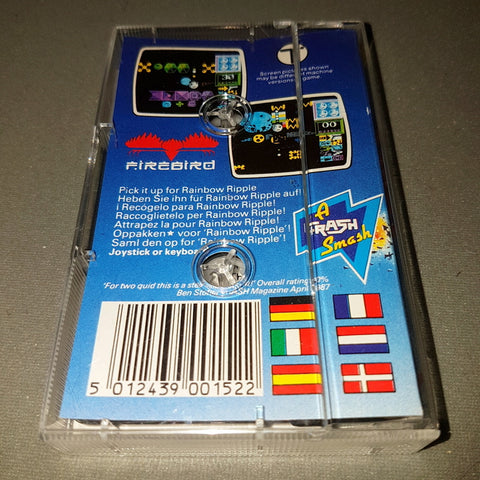 Screen pictures shown
may be different machine
versions of game.
00
FIREBIRD
Pick it up for Rainbow Ripple
Heben Sie ihn für Rainbow Ripple auf!
¡ Recógelo para Rainbow Ripple!
Raccoglietelo per Rainbow Ripple!
Attrapez la pour Rainbow Ripple!
Oppakken★ voor 'Rainbow Ripple'!
Saml den op for 'Rainbow Ripple'!
Joystick or
A
CRASH
Smash
'For two quid this is a Overall rating
Ben CRASH Magazine April 1987
5 012439 001522